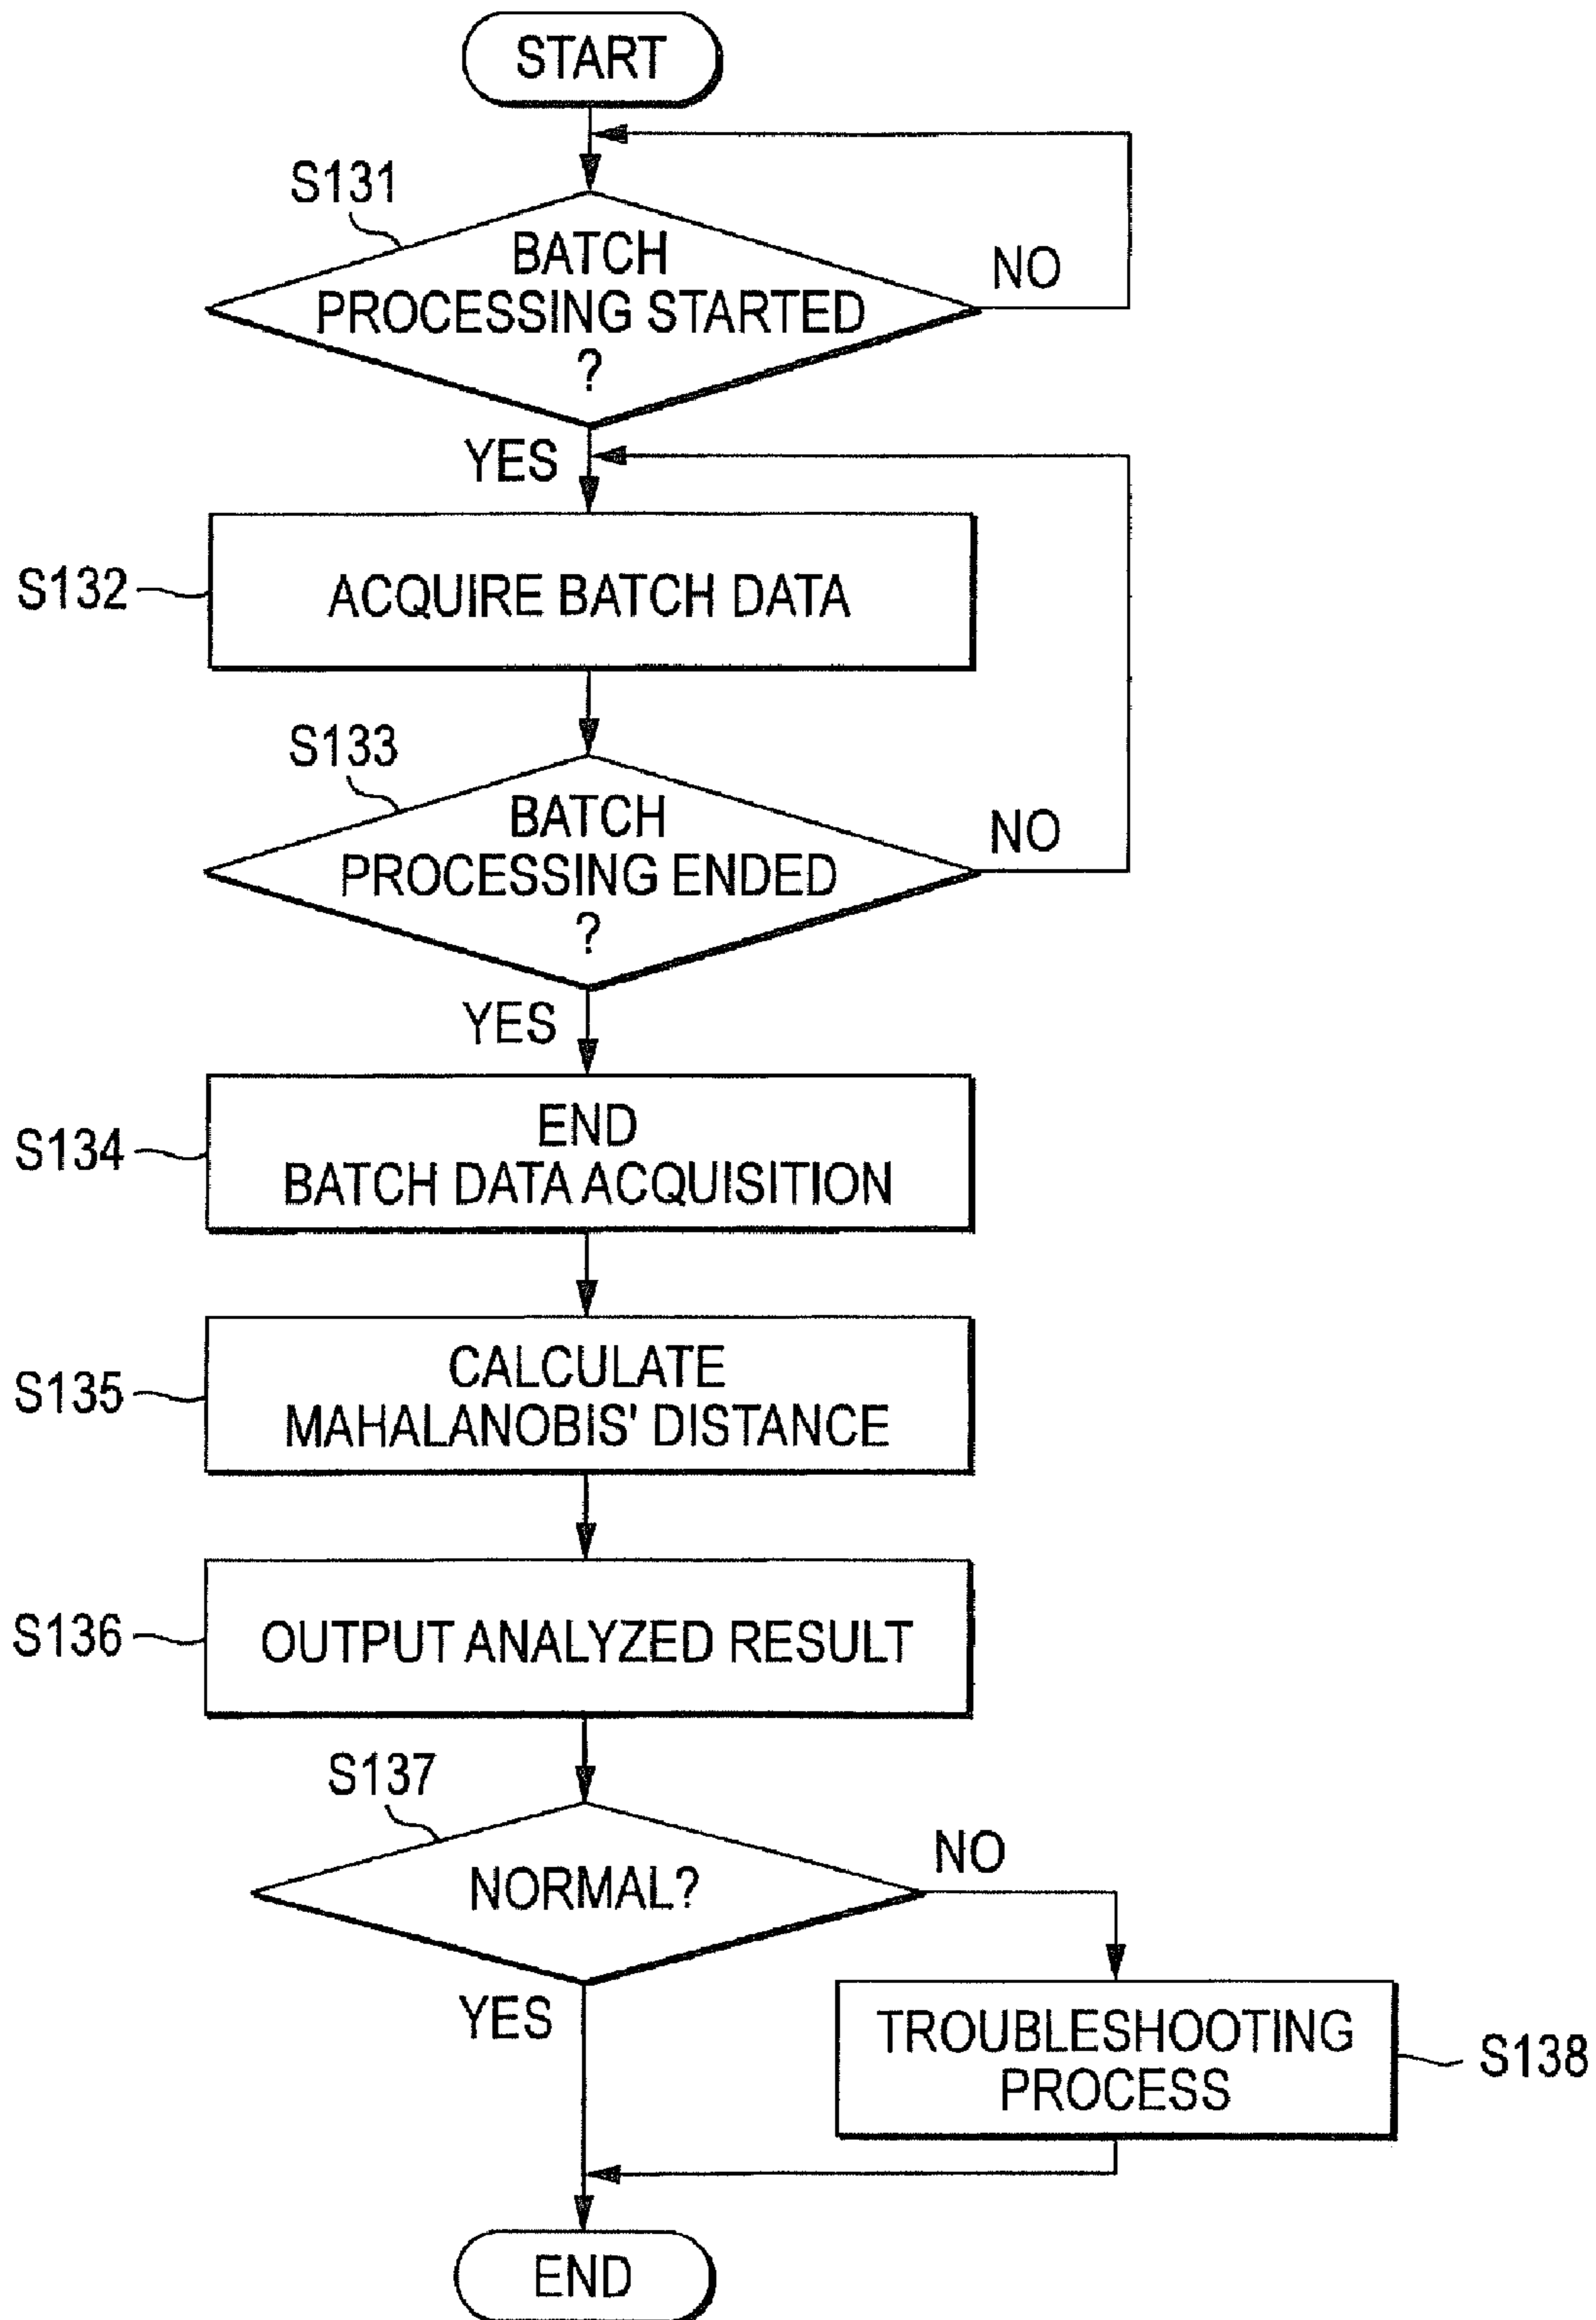 START
S131
BATCH
PROCESSING STARTED
?
NO
YES
S132
ACQUIRE BATCH DATA
S133
BATCH
PROCESSING ENDED
?
NO
YES
S134
END
BATCH DATA ACQUISITION
S135
CALCULATE
MAHALANOBIS' DISTANCE
S136
OUTPUT ANALYZED RESULT
S137
NORMAL?
NO
YES
TROUBLESHOOTING
PROCESS
S138
END